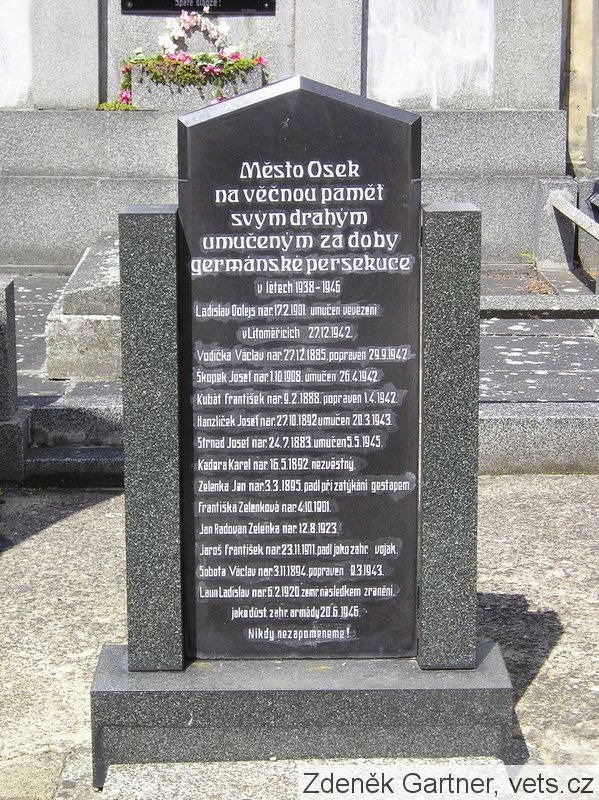 Spěte sladce!
Město Osek
na věčnou paměť
svým drahým
umučeným za doby
germánské persekuce
v letech 1938 - 1945
Ladislav Odlejs nar. 17.2.1901. umučen ve vězení
v Litoměřicích 27.12.1942.
Vodička Václav nar. 27.12.1885, popraven 29.9.1942.
Škopek Josef nar. 1.10.1908. umučen 26.4.1942.
Kubát František nar. 9.2.1888. popraven 1.4.1942.
Hanzlíček Josef nar. 27.10.1892 umučen 20.3.1943.
Strnad Josef nar. 24.7.1883. umučen 5.5.1945.
Kadera Karel nar. 16.5.1892. nezvěstný.
Zelenka Jan nar. 3.3.1895. padl při zatýkání gestapem.
Františka Zelenková nar. 4.10.1901.
Jan Radovan Zelenka nar. 12.8.1923.
Jaroš František nar. 23.11.1911. padl jako zahr. voják.
Sobota Václav nar. 3.11.1894. popraven 9.3.1943.
Laun Ladislav nar. 6.2.1920. zemř. následkem zranění.
jako důst. zahr. armády 20.6.1946.
Nikdy nezapomeneme!
Zdeněk Gartner, vets.cz